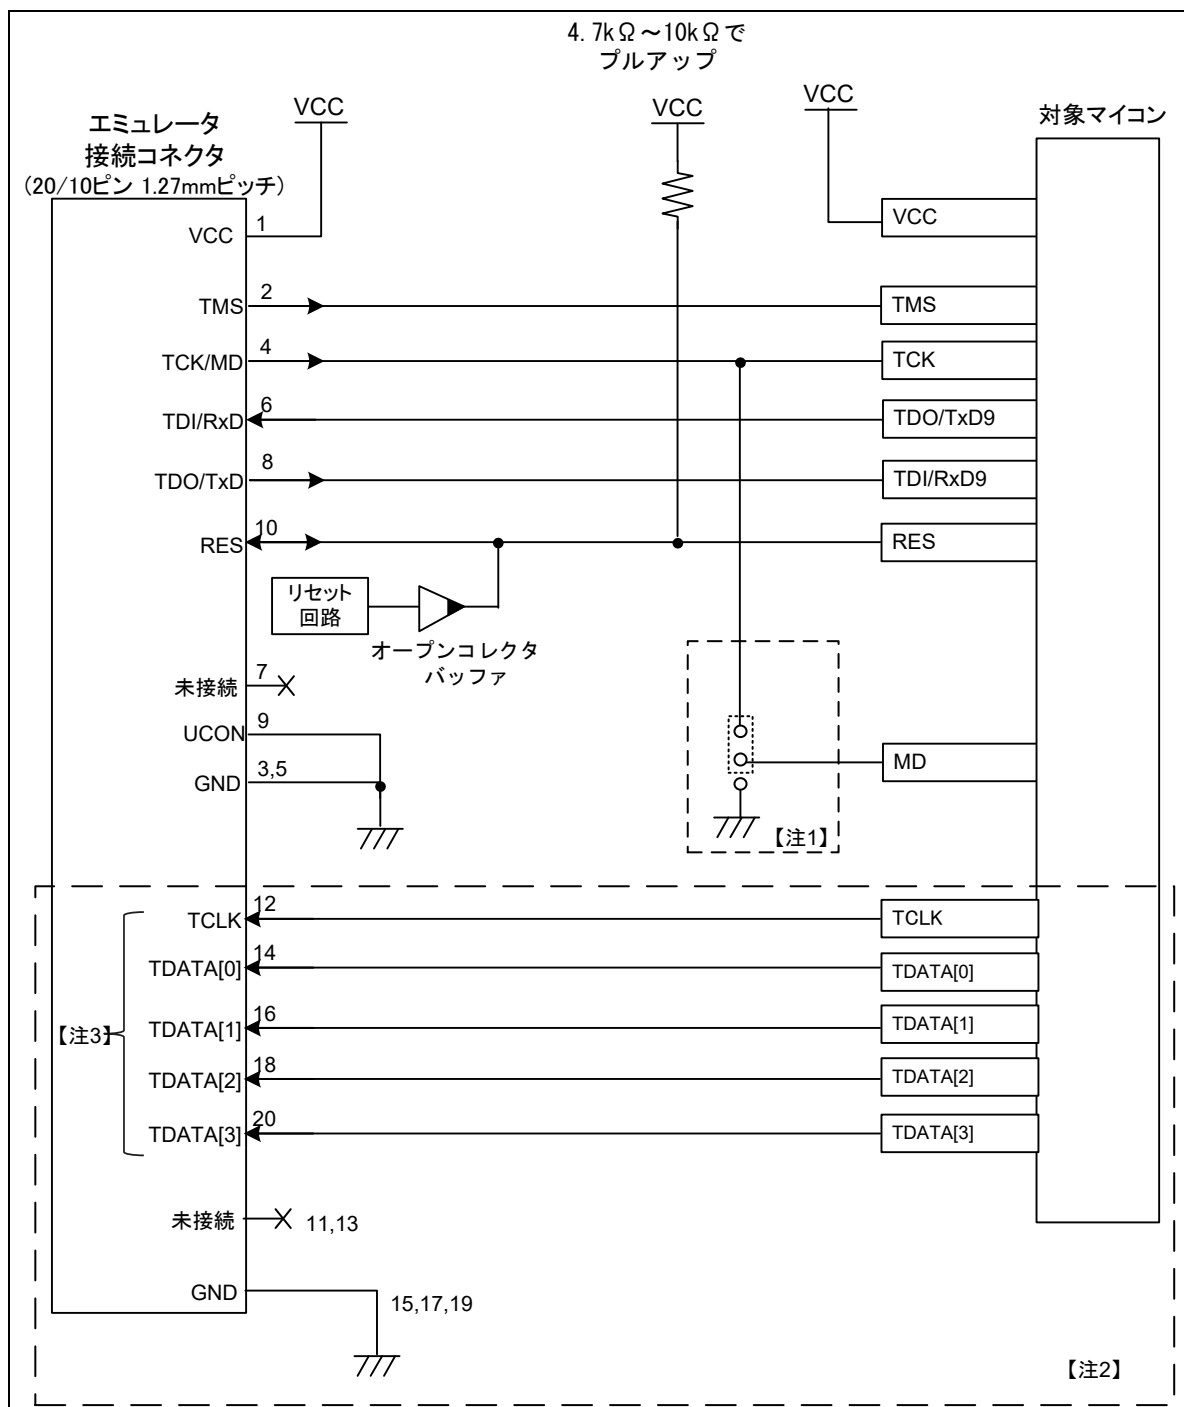 4.7kΩ～10kΩで
プルアップ
VCC
VCC
VCC
エミュレータ
接続コネクタ
(20/10ピン 1.27mmピッチ)
対象マイコン
VCC
1
VCC
TMS
2
TMS
TCK/MD
4
TCK
TDI/RxD
6
TDO/TxD9
TDO/TxD
8
TDI/RxD9
RES
10
RES
リセット
回路
オープンコレクタ
バッファ
未接続
7
UCON
9
GND
3,5
MD
【注1】
TCLK
12
TCLK
TDATA[0]
14
TDATA[0]
【注3】
TDATA[1]
16
TDATA[1]
TDATA[2]
18
TDATA[2]
TDATA[3]
20
TDATA[3]
未接続
11,13
GND
15,17,19
【注2】